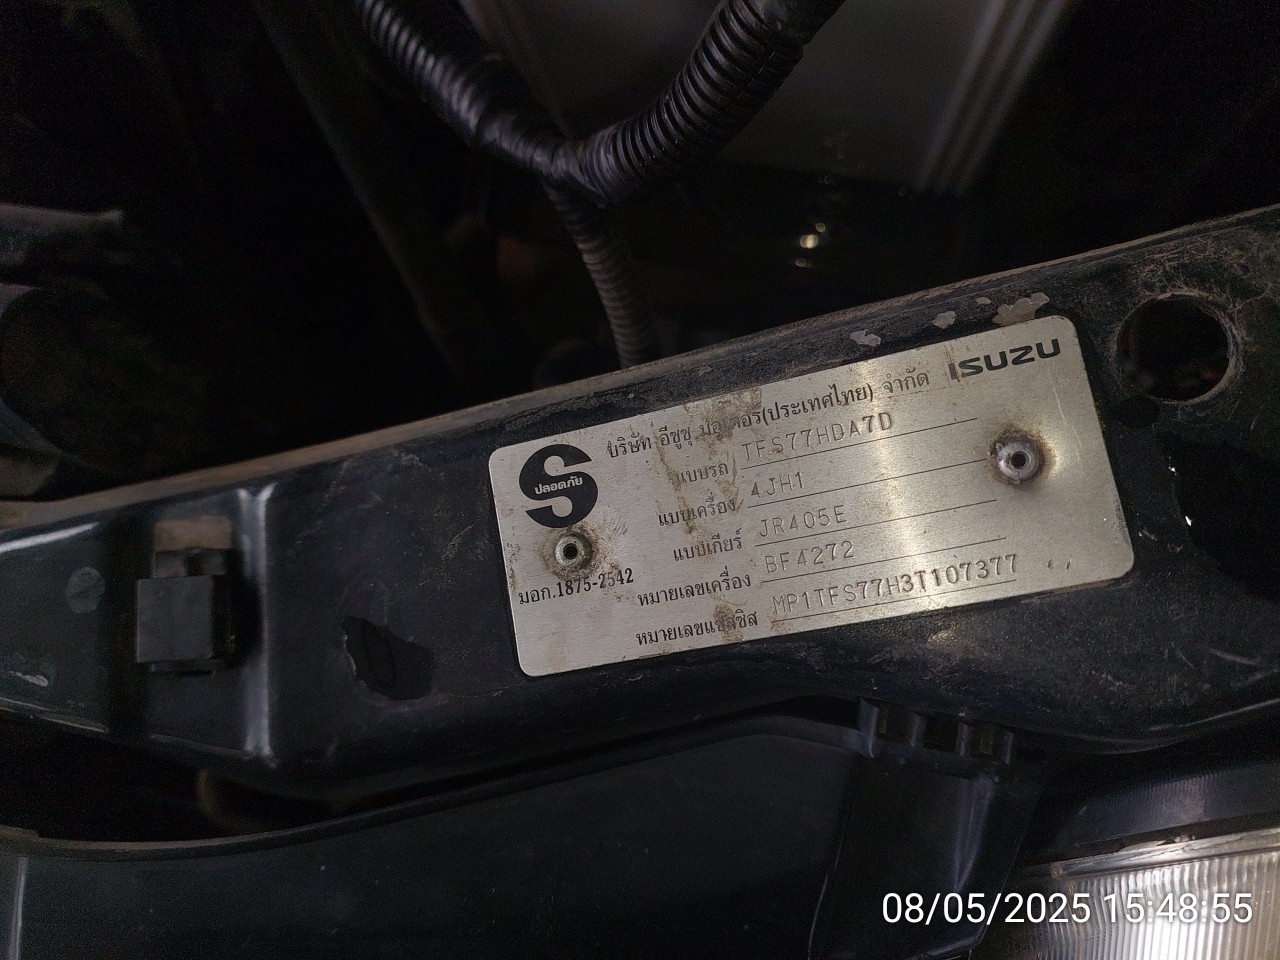 ISUZU
บริษัท อีซูซุ มอเตอร์(ประเทศไทย) จำกัด
ปลอดภัย
แบบรถ TFS77HDA7D
แบบเครื่อง 4JH1
แบบเกียร์ JR405E
หมายเลขเครื่อง BF4272
มอก.1875-2542
หมายเลขแชสซิส MP1TFS77H3T107377
08/05/2025 15:48:55